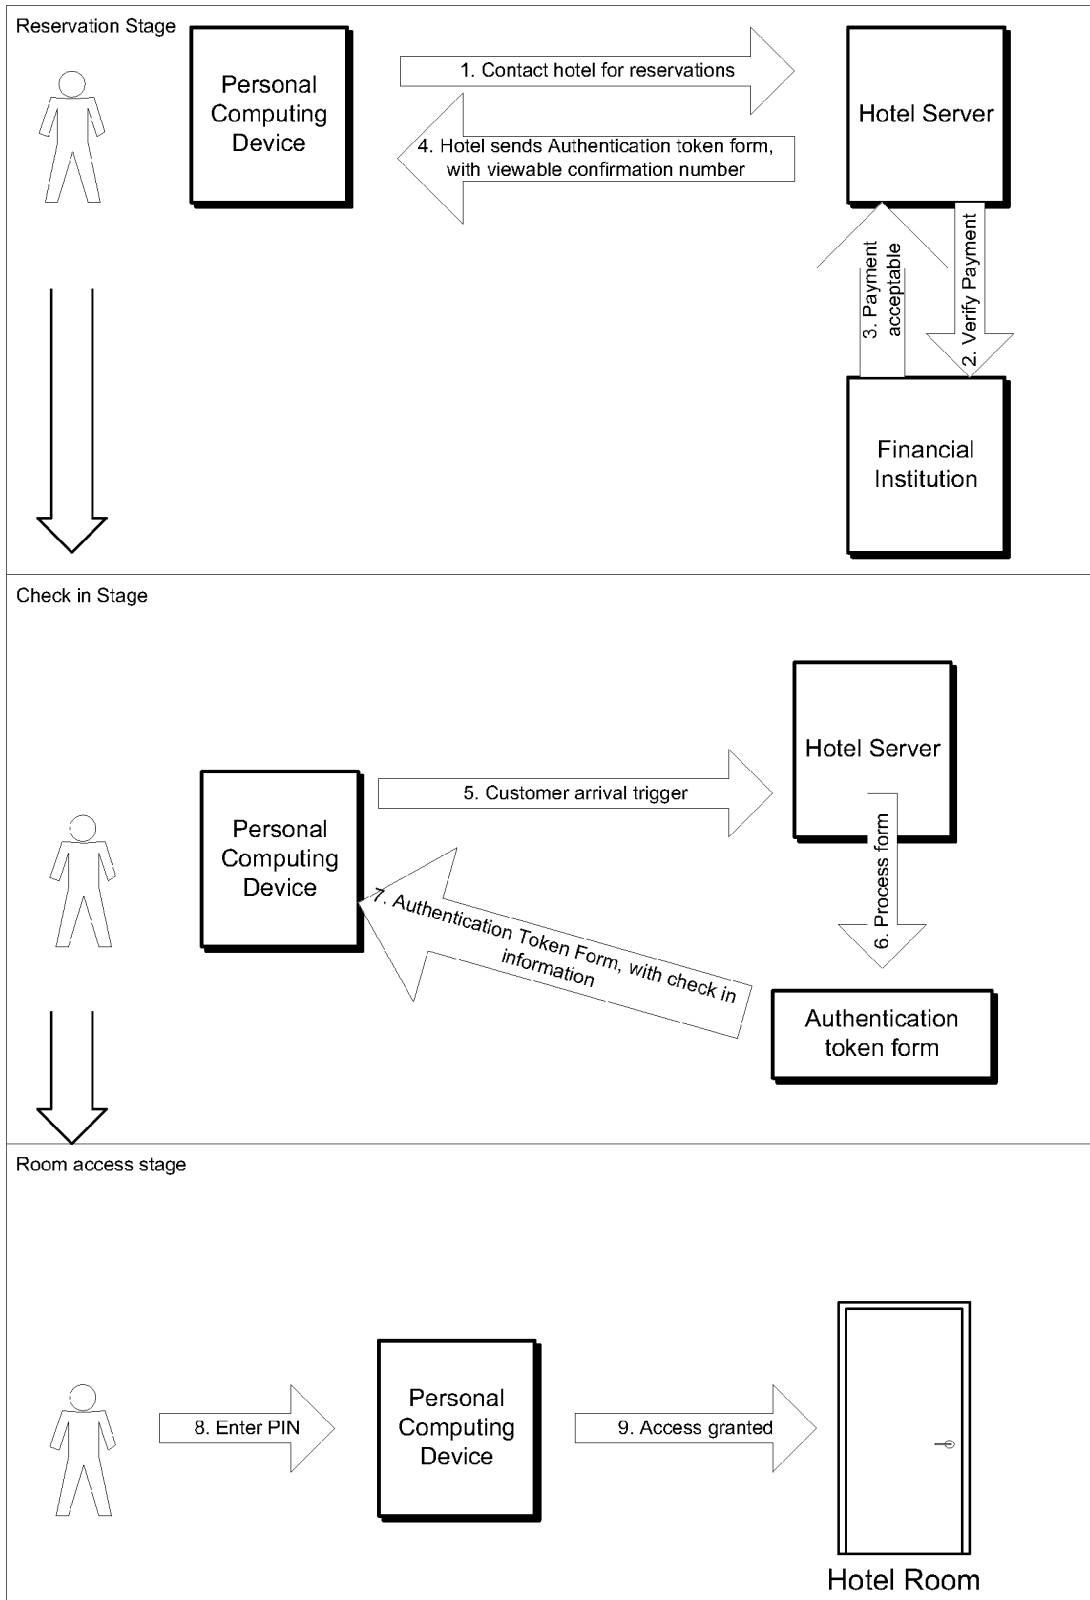 Reservation Stage
Personal
Computing
Device
1. Contact hotel for reservations
Hotel Server
4. Hotel sends Authentication token form,
with viewable confirmation number
3. Payment
acceptable
2. Verify Payment
Financial
Institution
Check in Stage
Hotel Server
5. Customer arrival trigger
Personal
Computing
Device
6. Process form
7. Authentication Token Form, with check in
information
Authentication
token form
Room access stage
8. Enter PIN
Personal
Computing
Device
9. Access granted
Hotel Room